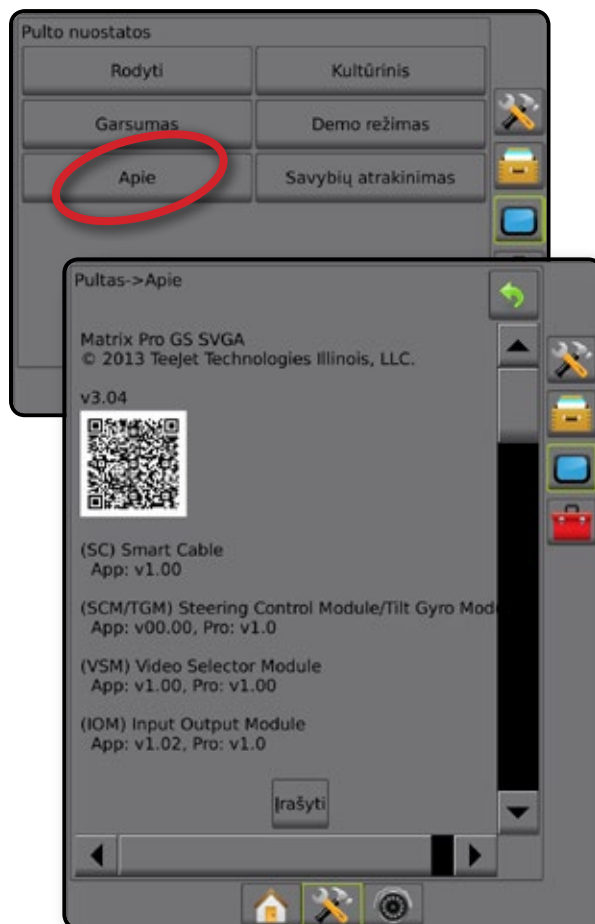 Pulto nuostatos
Rodyti
Kultūrinis
Garsumas
Demo režimas
Apie
Savybių atrakinimas
Pultas->Apie
Matrix Pro GS SVGA
© 2013 TeeJet Technologies Illinois, LLC.
v3.04
(SC) Smart Cable
App: v1.00
(SCM/TGM) Steering Control Module/Tilt Gyro Mod
App: v00.00, Pro: v1.0
(VSM) Video Selector Module
App: v1.00, Pro: v1.00
(IOM) Input Output Module
App: v1.02, Pro: v1.0
Įrašyti